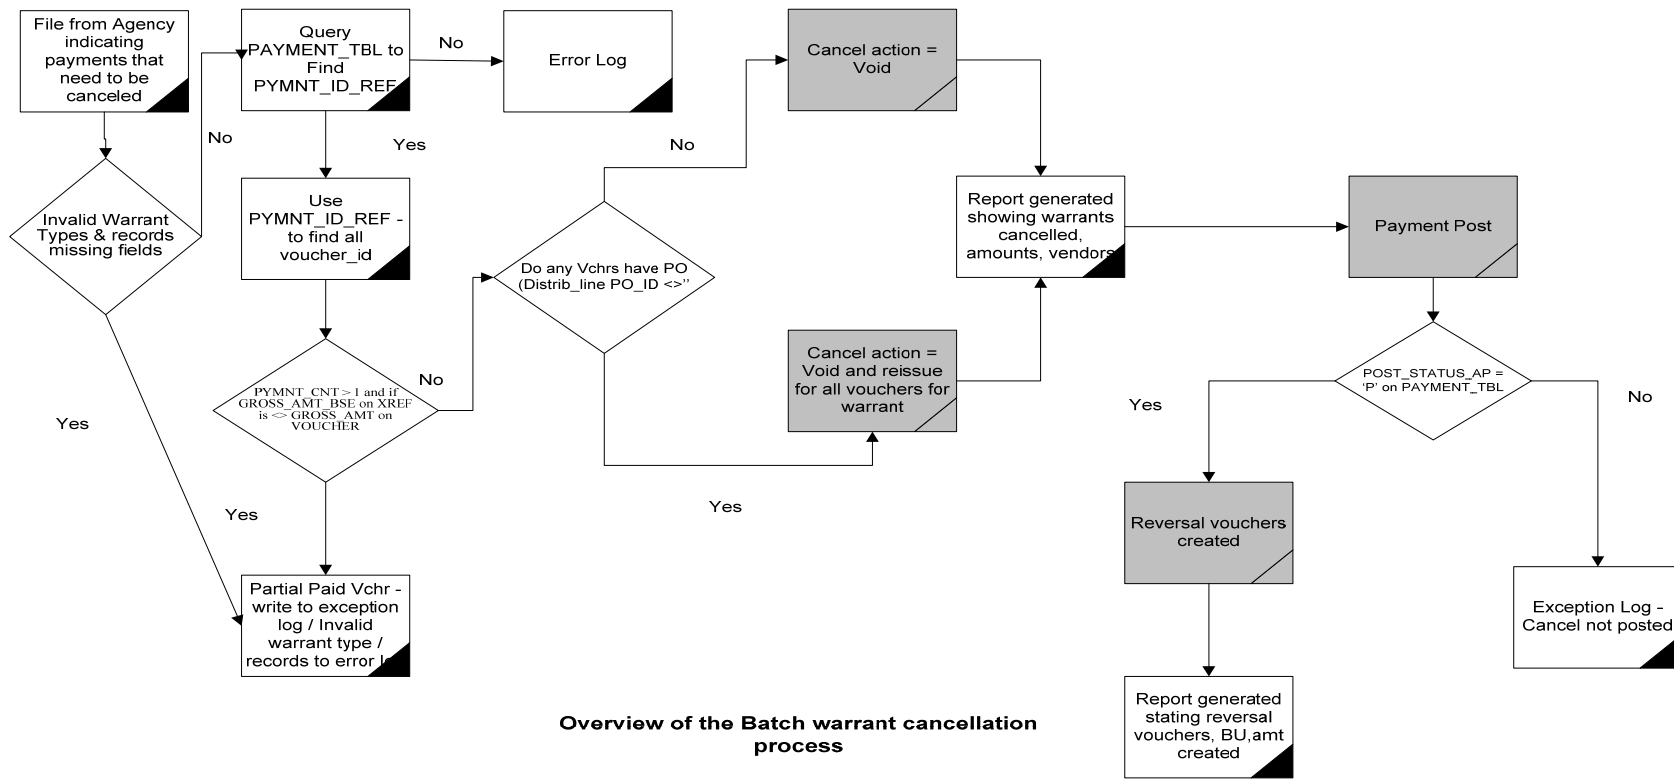 File from Agency
indicating
payments that
need to be
canceled
No
Invalid Warrant
Types & records
missing fields
Yes
Query
PAYMENT_TBL to
Find
PYMNT_ID_REF
No
Error Log
Yes
Use
PYMNT_ID_REF -
to find all
voucher_id
PYMNT_CNT > 1 and if
GROSS_AMT_BSE on XREF
is <> GROSS_AMT on
VOUCHER
No
Yes
Partial Paid Vchr -
write to exception
log / Invalid
warrant type /
records to error
Do any Vchrs have PO
(Distrib_line PO_ID <>''
No
Yes
Cancel action =
Void
Cancel action =
Void and reissue
for all vouchers for
warrant
Report generated
showing warrants
cancelled,
amounts, vendors
Payment Post
POST_STATUS_AP =
'P' on PAYMENT_TBL
Yes
No
Reversal vouchers
created
Exception Log -
Cancel not posted
Report generated
stating reversal
vouchers, BU,amt
created
Overview of the Batch warrant cancellation
process